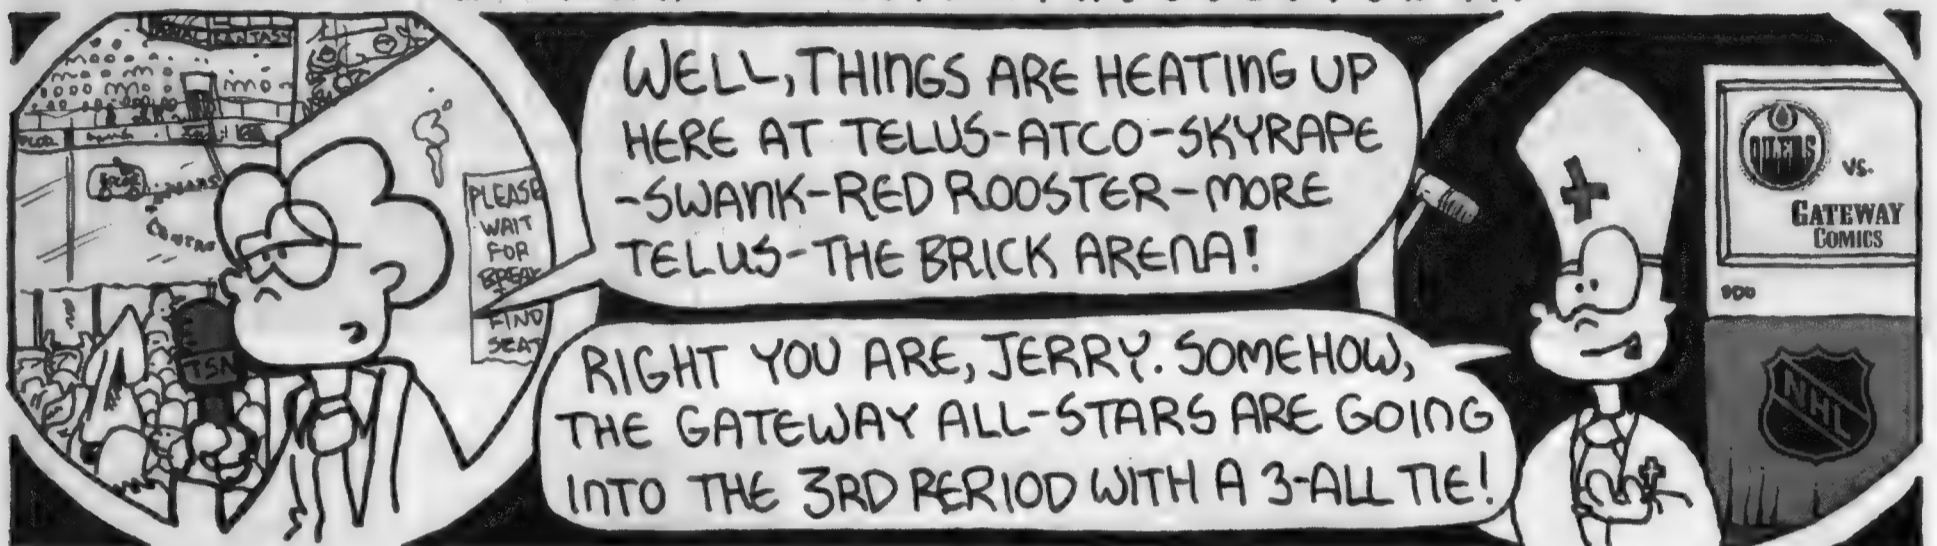 WELL, THINGS ARE HEATING UP
HERE AT TELUS-ATCO-SKYRAPE
-SWANK-RED ROOSTER-MORE
TELUS-THE BRICK ARENA!
PLEASE
WAIT
FOR
BREAK
FIND
SEAT
TSN
RIGHT YOU ARE, JERRY. SOMEHOW,
THE GATEWAY ALL-STARS ARE GOING
INTO THE 3RD PERIOD WITH A 3-ALL TIE!
OILERS
VS.
GATEWAY
COMICS
NHL